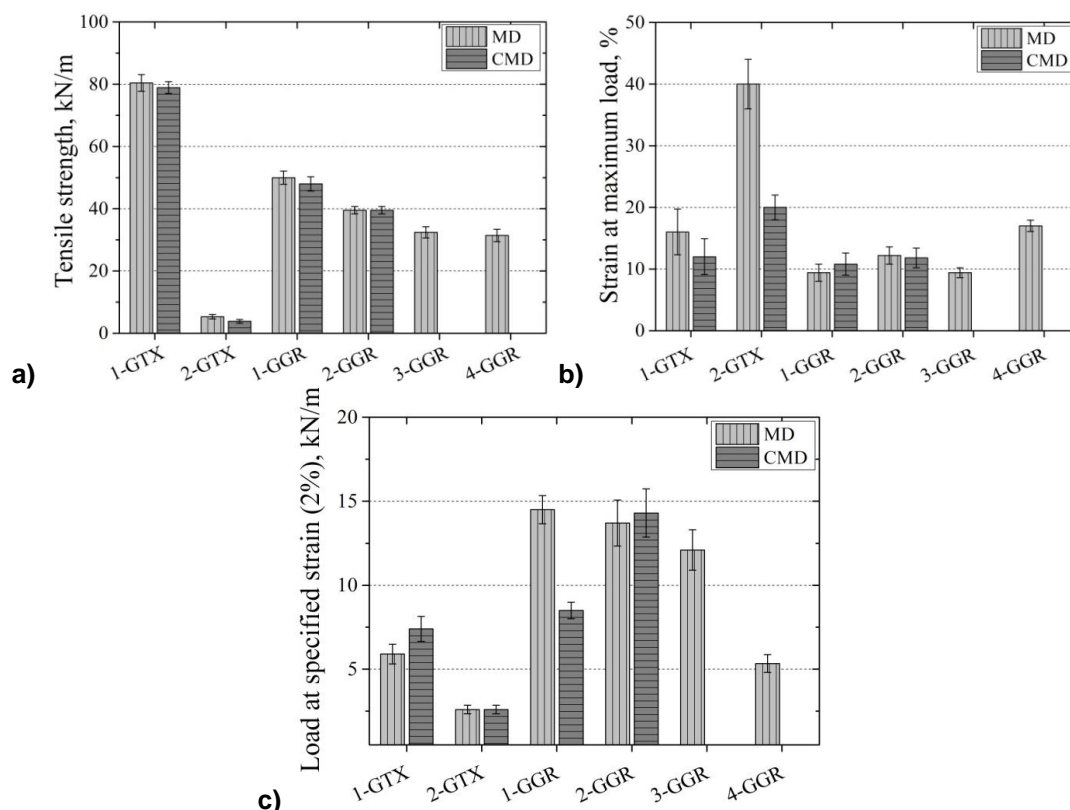 Tensile strength, kN/m
100
80
60
40
20
0
MD
CMD
1-GTX
2-GTX
1-GGR
2-GGR
3-GGR
4-GGR
a)
Strain at maximum load, %
50
40
30
20
10
0
MD
CMD
1-GTX
2-GTX
1-GGR
2-GGR
3-GGR
4-GGR
b)
Load at specified strain (2%), kN/m
20
15
10
5
MD
CMD
1-GTX
2-GTX
1-GGR
2-GGR
3-GGR
4-GGR
c)